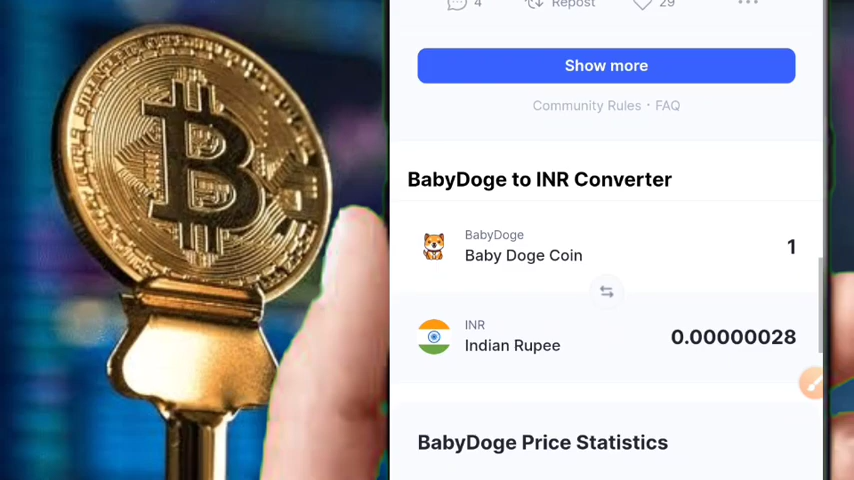 4 Repost 29
Show more
Community Rules • FAQ
BabyDoge to INR Converter
BabyDoge
Baby Doge Coin
1
INR
Indian Rupee
0.00000028
BabyDoge Price Statistics